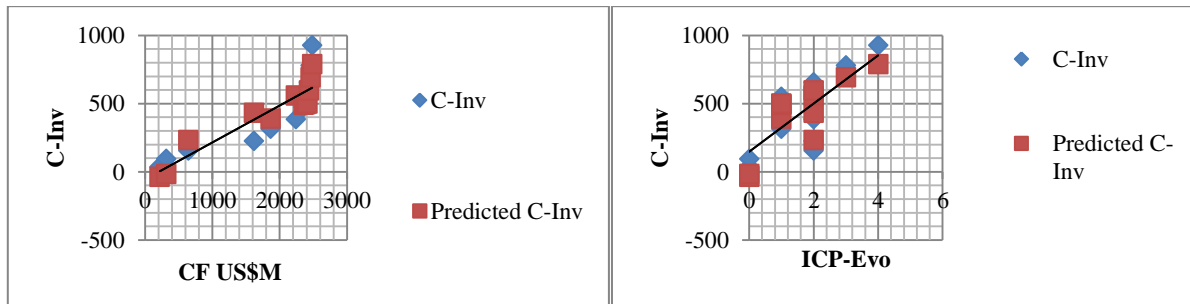 1000
500
0
-500
C-Inv
0 1000 2000 3000
CF US$M
C-Inv
Predicted C-Inv
1000
500
0
-500
C-Inv
0 2 4 6
ICP-Evo
C-Inv
Predicted C-
Inv